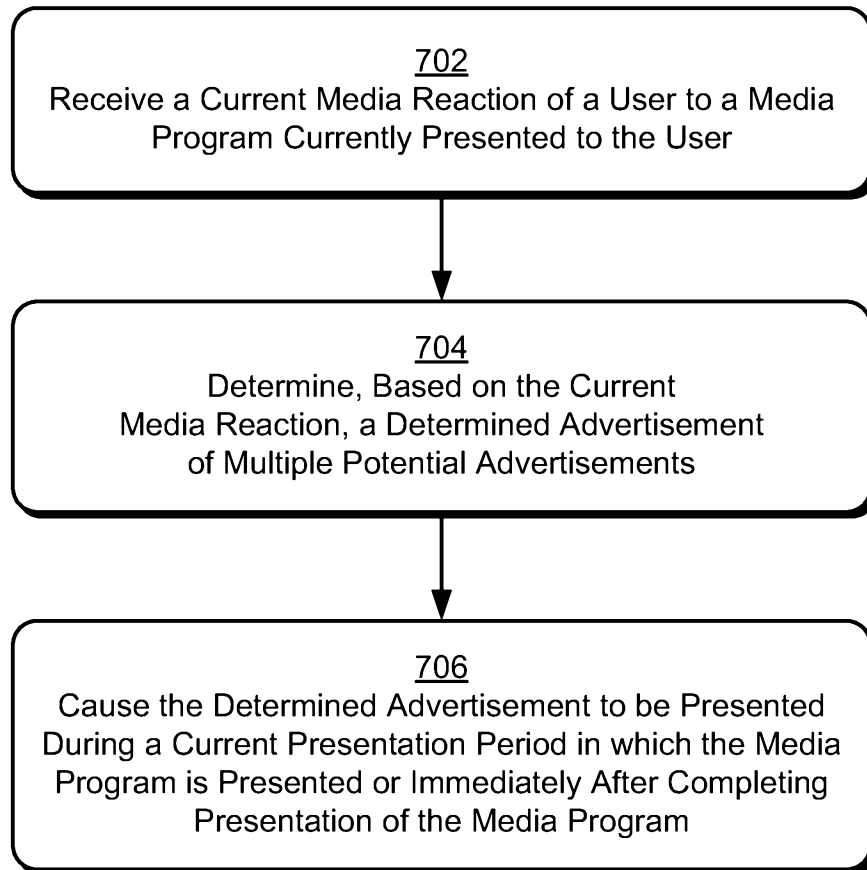 702
Receive a Current Media Reaction of a User to a Media
Program Currently Presented to the User
704
Determine, Based on the Current
Media Reaction, a Determined Advertisement
of Multiple Potential Advertisements
706
Cause the Determined Advertisement to be Presented
During a Current Presentation Period in which the Media
Program is Presented or Immediately After Completing
Presentation of the Media Program